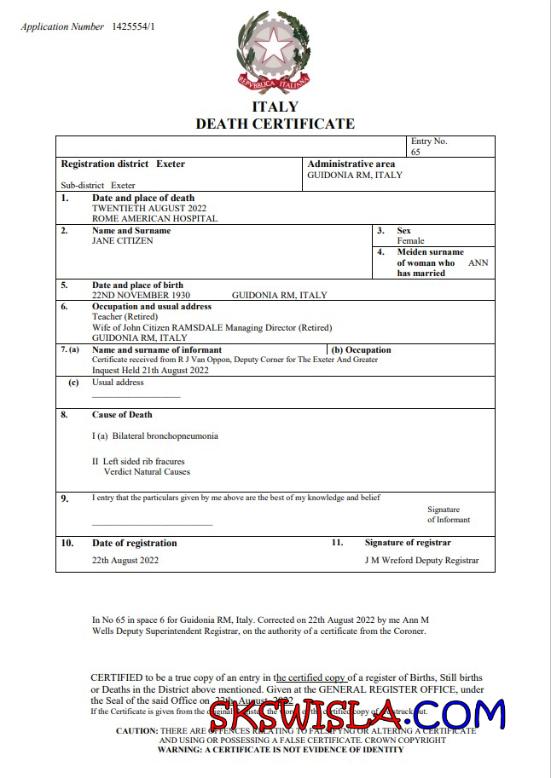 Application Number 1425554/1
REPVBBLICA ITALIANA
ITALY
DEATH CERTIFICATE
Entry No.
65
Registration district Exeter
Sub-district Exeter
Administrative area
GUIDONIA RM, ITALY
1. Date and place of death
TWENTIETH AUGUST 2022
ROME AMERICAN HOSPITAL
2. Name and Surname
JANE CITIZEN
3. Sex
Female
4. Meiden surname
of woman who ANN
has married
5. Date and place of birth
22ND NOVEMBER 1930 GUIDONIA RM, ITALY
6. Occupation and usual address
Teacher (Retired)
Wife of John Citizen RAMSDALE Managing Director (Retired)
GUIDONIA RM, ITALY
7. (a) Name and surname of informant (b) Occupation
Certificate received from R J Van Oppon, Deputy Corner for The Exeter And Greater
Inquest Held 21th August 2022
(c) Usual address
8. Cause of Death
I (a) Bilateral bronchopneumonia
II Left sided rib fracures
Verdict Natural Causes
9. I entry that the particulars given by me above are the best of my knowledge and belief
Signature
of Informant
10. Date of registration
22th August 2022
11. Signature of registrar
J M Wreford Deputy Registrar
In No 65 in space 6 for Guidonia RM, Italy. Corrected on 22th August 2022 by me Ann M
Wells Deputy Superintendent Registrar, on the authority of a certificate from the Coroner.
CERTIFIED to be a true copy of an entry in the certified copy of a register of Births, Still births
or Deaths in the District above mentioned. Given at the GENERAL REGISTER OFFICE, under
the Seal of the said Office on 22th August 2022
If the Certificate is given from the original the certified copy of struck out.
SKSWISLA.COM
CAUTION: THERE ARE OFFENCES RELATING TO FALSIFYNG OR ALTERING A CERTIFICATE
AND USING OR POSSESSING A FALSE CERTIFICATE. CROWN COPYRIGHT
WARNING: A CERTIFICATE IS NOT EVIDENCE OF IDENTITY